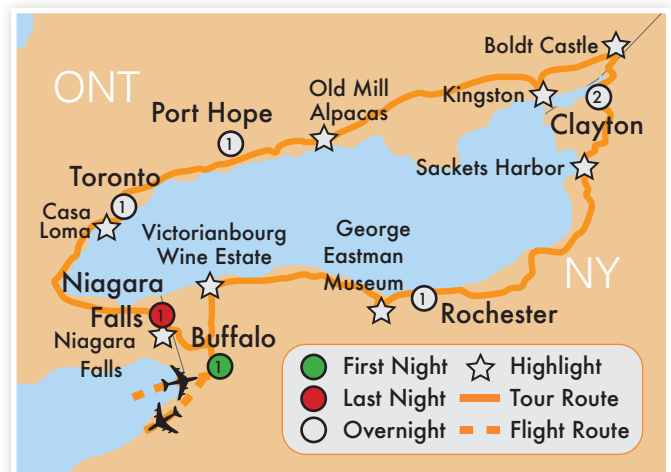 Boldt Castle
ONT
Old Mill
Alpacas
Kingston
2
Port Hope
1
Clayton
Toronto
1
Sackets Harbor
Casa
Loma
Victorianbourg
Wine Estate
George
Eastman
Museum
NY
Niagara
Falls
1
1
Rochester
Niagara
Falls
Buffalo
1
First Night
Highlight
Last Night
Tour Route
Overnight
Flight Route